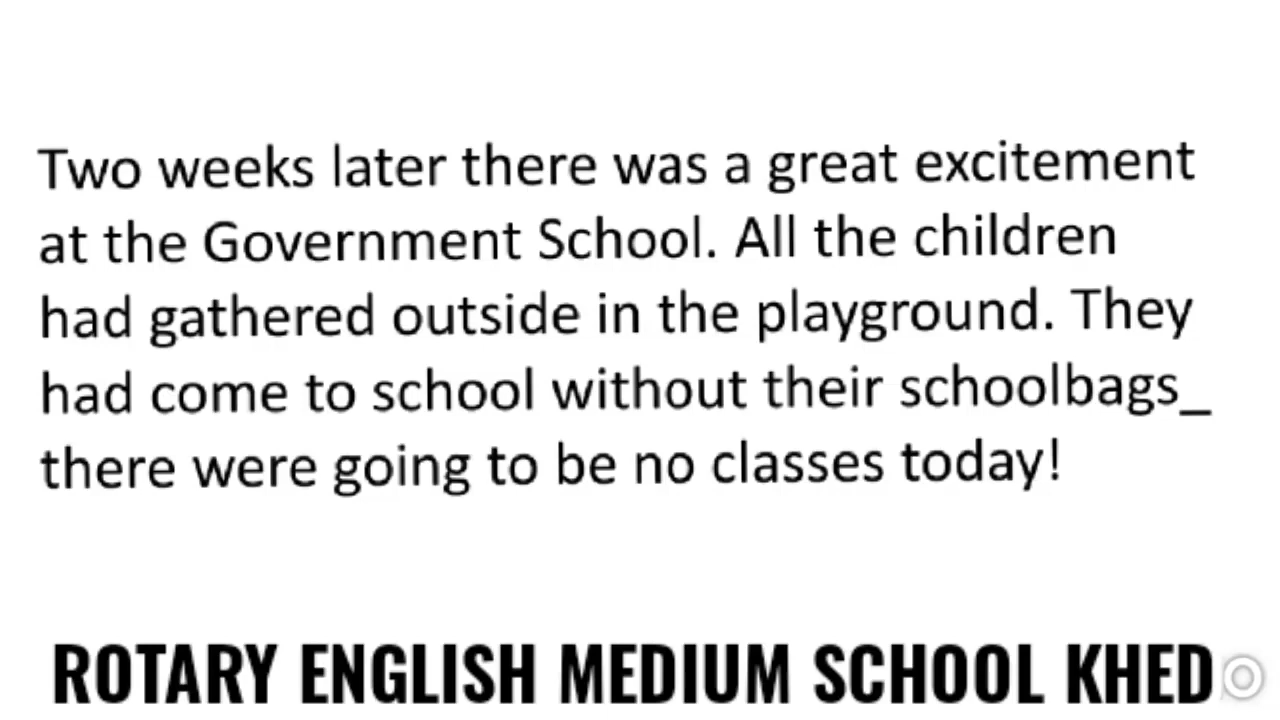 Two weeks later there was a great excitement
at the Government School. All the children
had gathered outside in the playground. They
had come to school without their schoolbags_
there were going to be no classes today!
ROTARY ENGLISH MEDIUM SCHOOL KHED